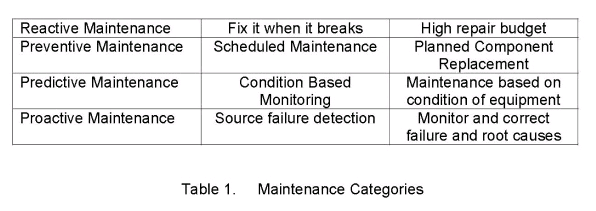 Reactive Maintenance Fix it when it breaks High repair budget
Preventive Maintenance Scheduled Maintenance Planned Component
Replacement
Predictive Maintenance Condition Based Maintenance based on
Monitoring condition of equipment
Proactive Maintenance Source failure detection Monitor and correct
failure and root causes
Table 1. Maintenance Categories